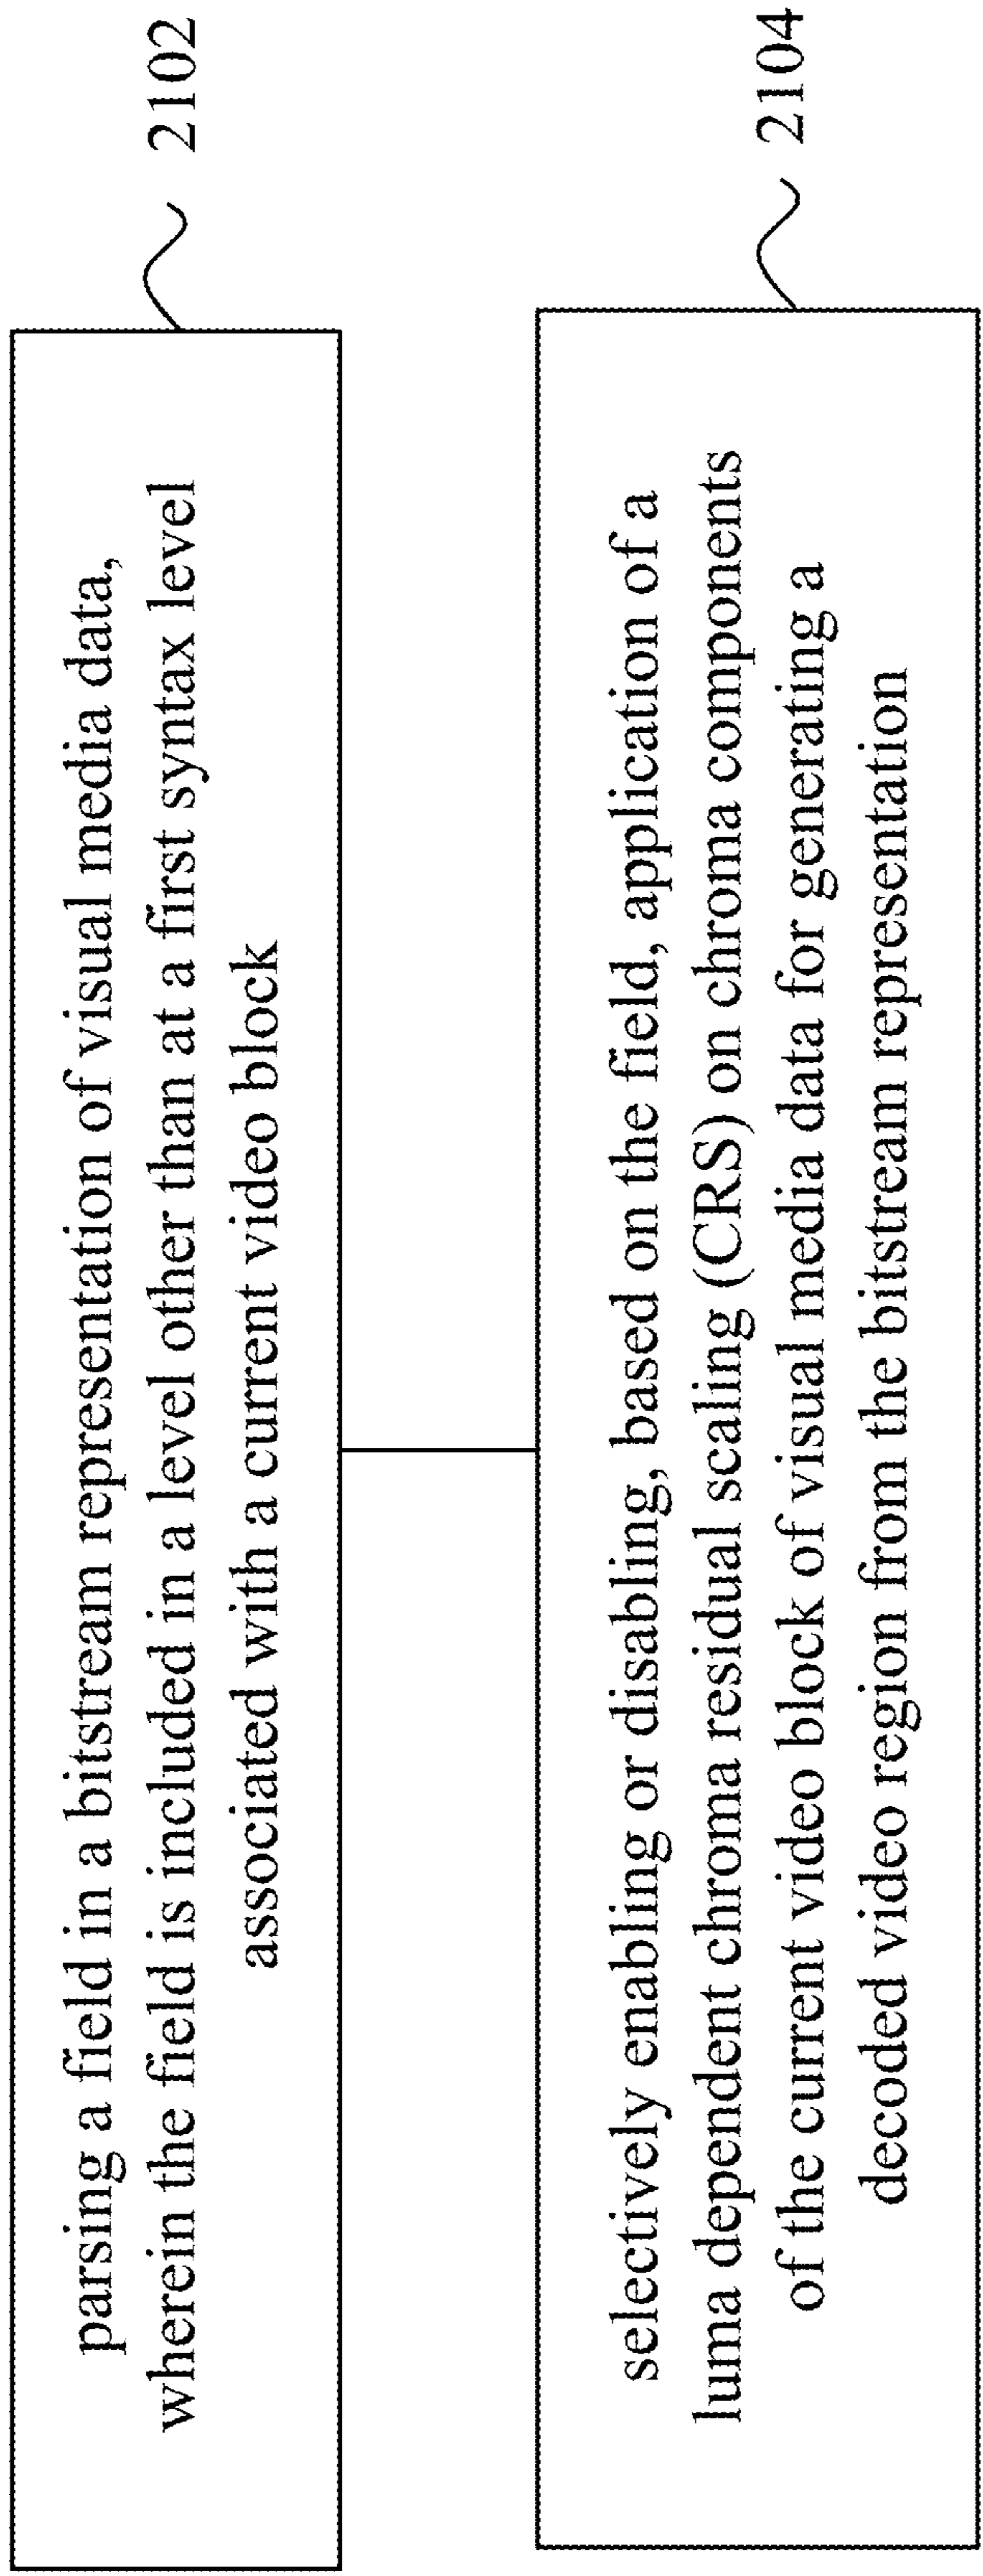 parsing a field in a bitstream representation of visual media data,
wherein the field is included in a level other than at a first syntax level
associated with a current video block
2102
selectively enabling or disabling, based on the field, application of a
luma dependent chroma residual scaling (CRS) on chroma components
of the current video block of visual media data for generating a
decoded video region from the bitstream representation
2104